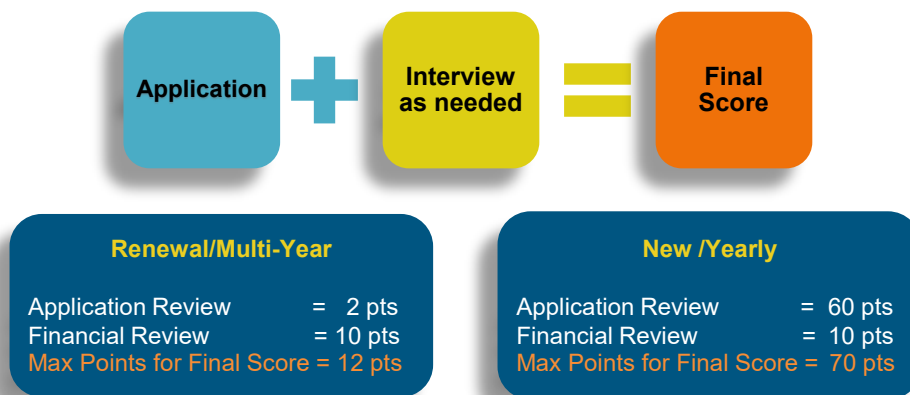 Application
Interview
as needed
Final
Score
Renewal/Multi-Year
Application Review = 2 pts
Financial Review = 10 pts
Max Points for Final Score = 12 pts
New /Yearly
Application Review = 60 pts
Financial Review = 10 pts
Max Points for Final Score = 70 pts